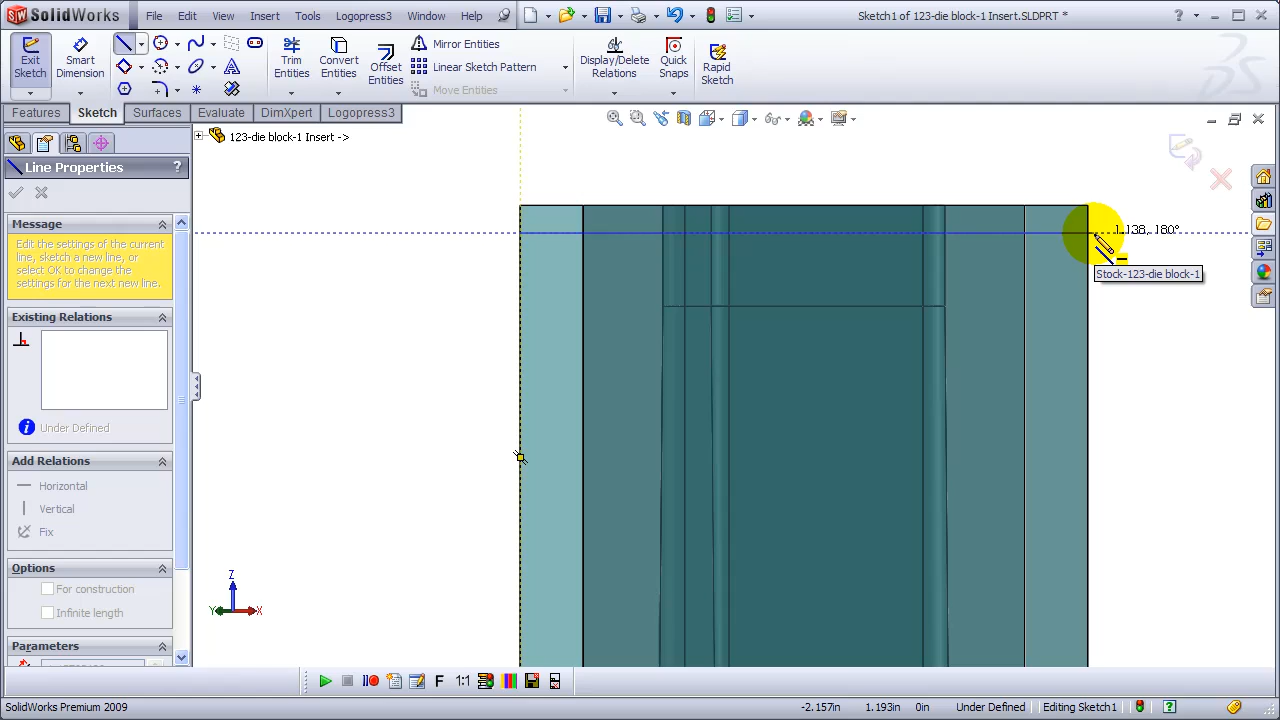 SolidWorks
File Edit View Insert Tools Logopress3 Window Help
Sketch1 of 123-die block-1 Insert.SLDPRT *
Exit Sketch
Smart Dimension
Trim Entities
Convert Entities
Offset Entities
Mirror Entities
Linear Sketch Pattern
Move Entities
Display/Delete Relations
Quick Snaps
Rapid Sketch
Features Sketch Surfaces Evaluate DimXpert Logopress3
123-die block-1 Insert ->
Line Properties ?
Message
Edit the settings of the current
line, sketch a new line, or
select OK to change the
settings for the next new line.
Existing Relations
Under Defined
Add Relations
Horizontal
Vertical
Fix
Options
For construction
Infinite length
Parameters
1.138, 180°
Stock-123-die block-1
Z
Y
X
F
1:1
SolidWorks Premium 2009
-2.157in 1.193in 0in Under Defined Editing Sketch1